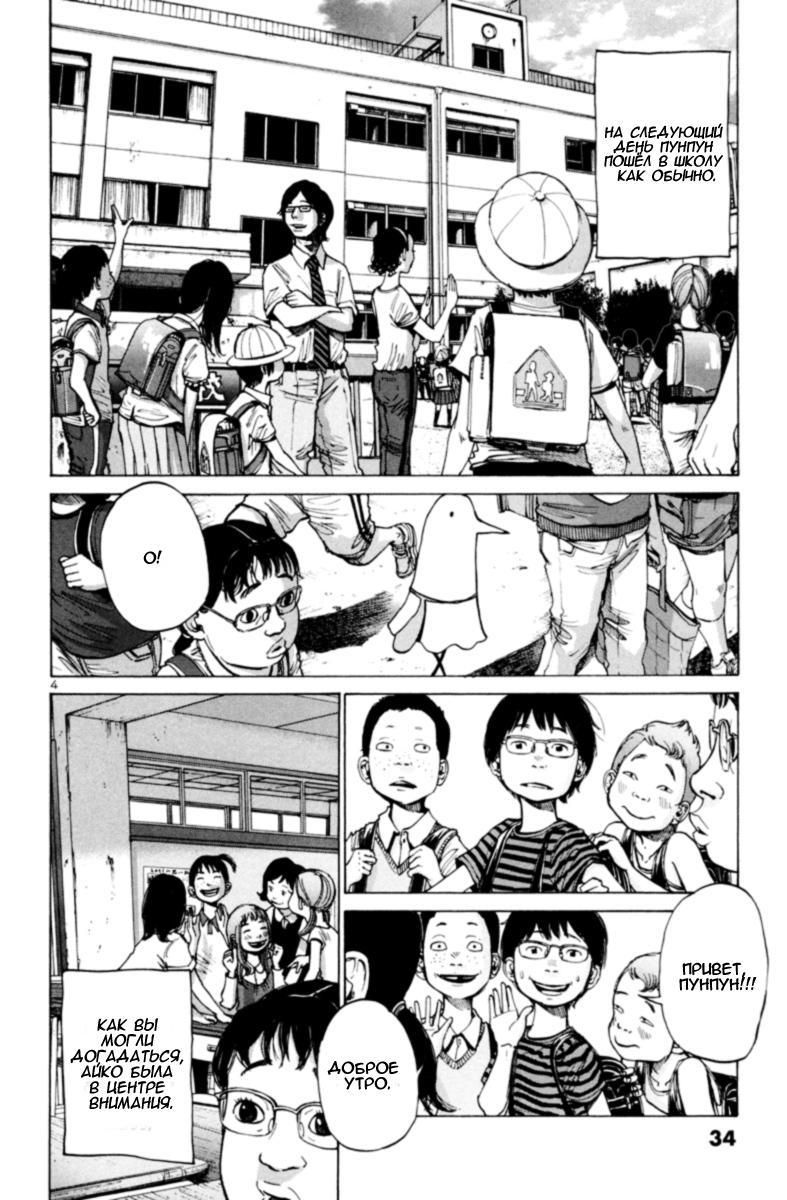 НА СЛЕДУЮЩИЙ
ДЕНЬ ПУНПУН
ПОШЁЛ В ШКОЛУ
КАК ОБЫЧНО.
О!
4
ПРИВЕТ,
ПУНПУН!!!
КАК ВЫ
МОГЛИ
ДОГАДАТЬСЯ,
АЙКО БЫЛА
В ЦЕНТРЕ
ВНИМАНИЯ.
ДОБРОЕ
УТРО.
34